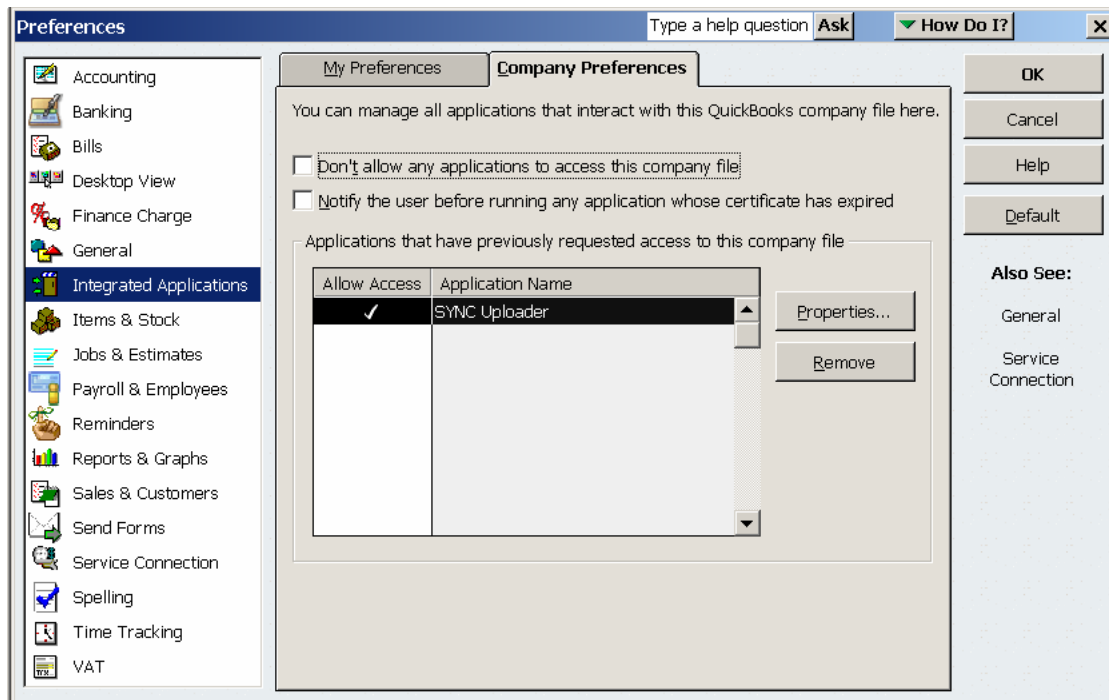 Preferences
Type a help question Ask
How Do I?
Accounting
Banking
Bills
Desktop View
Finance Charge
General
Integrated Applications
Items & Stock
Jobs & Estimates
Payroll & Employees
Reminders
Reports & Graphs
Sales & Customers
Send Forms
Service Connection
Spelling
Time Tracking
VAT
My Preferences
Company Preferences
You can manage all applications that interact with this QuickBooks company file here.
Don't allow any applications to access this company file
Notify the user before running any application whose certificate has expired
Applications that have previously requested access to this company file
Allow Access Application Name
SYNC Uploader
Properties...
Remove
OK
Cancel
Help
Default
Also See:
General
Service
Connection